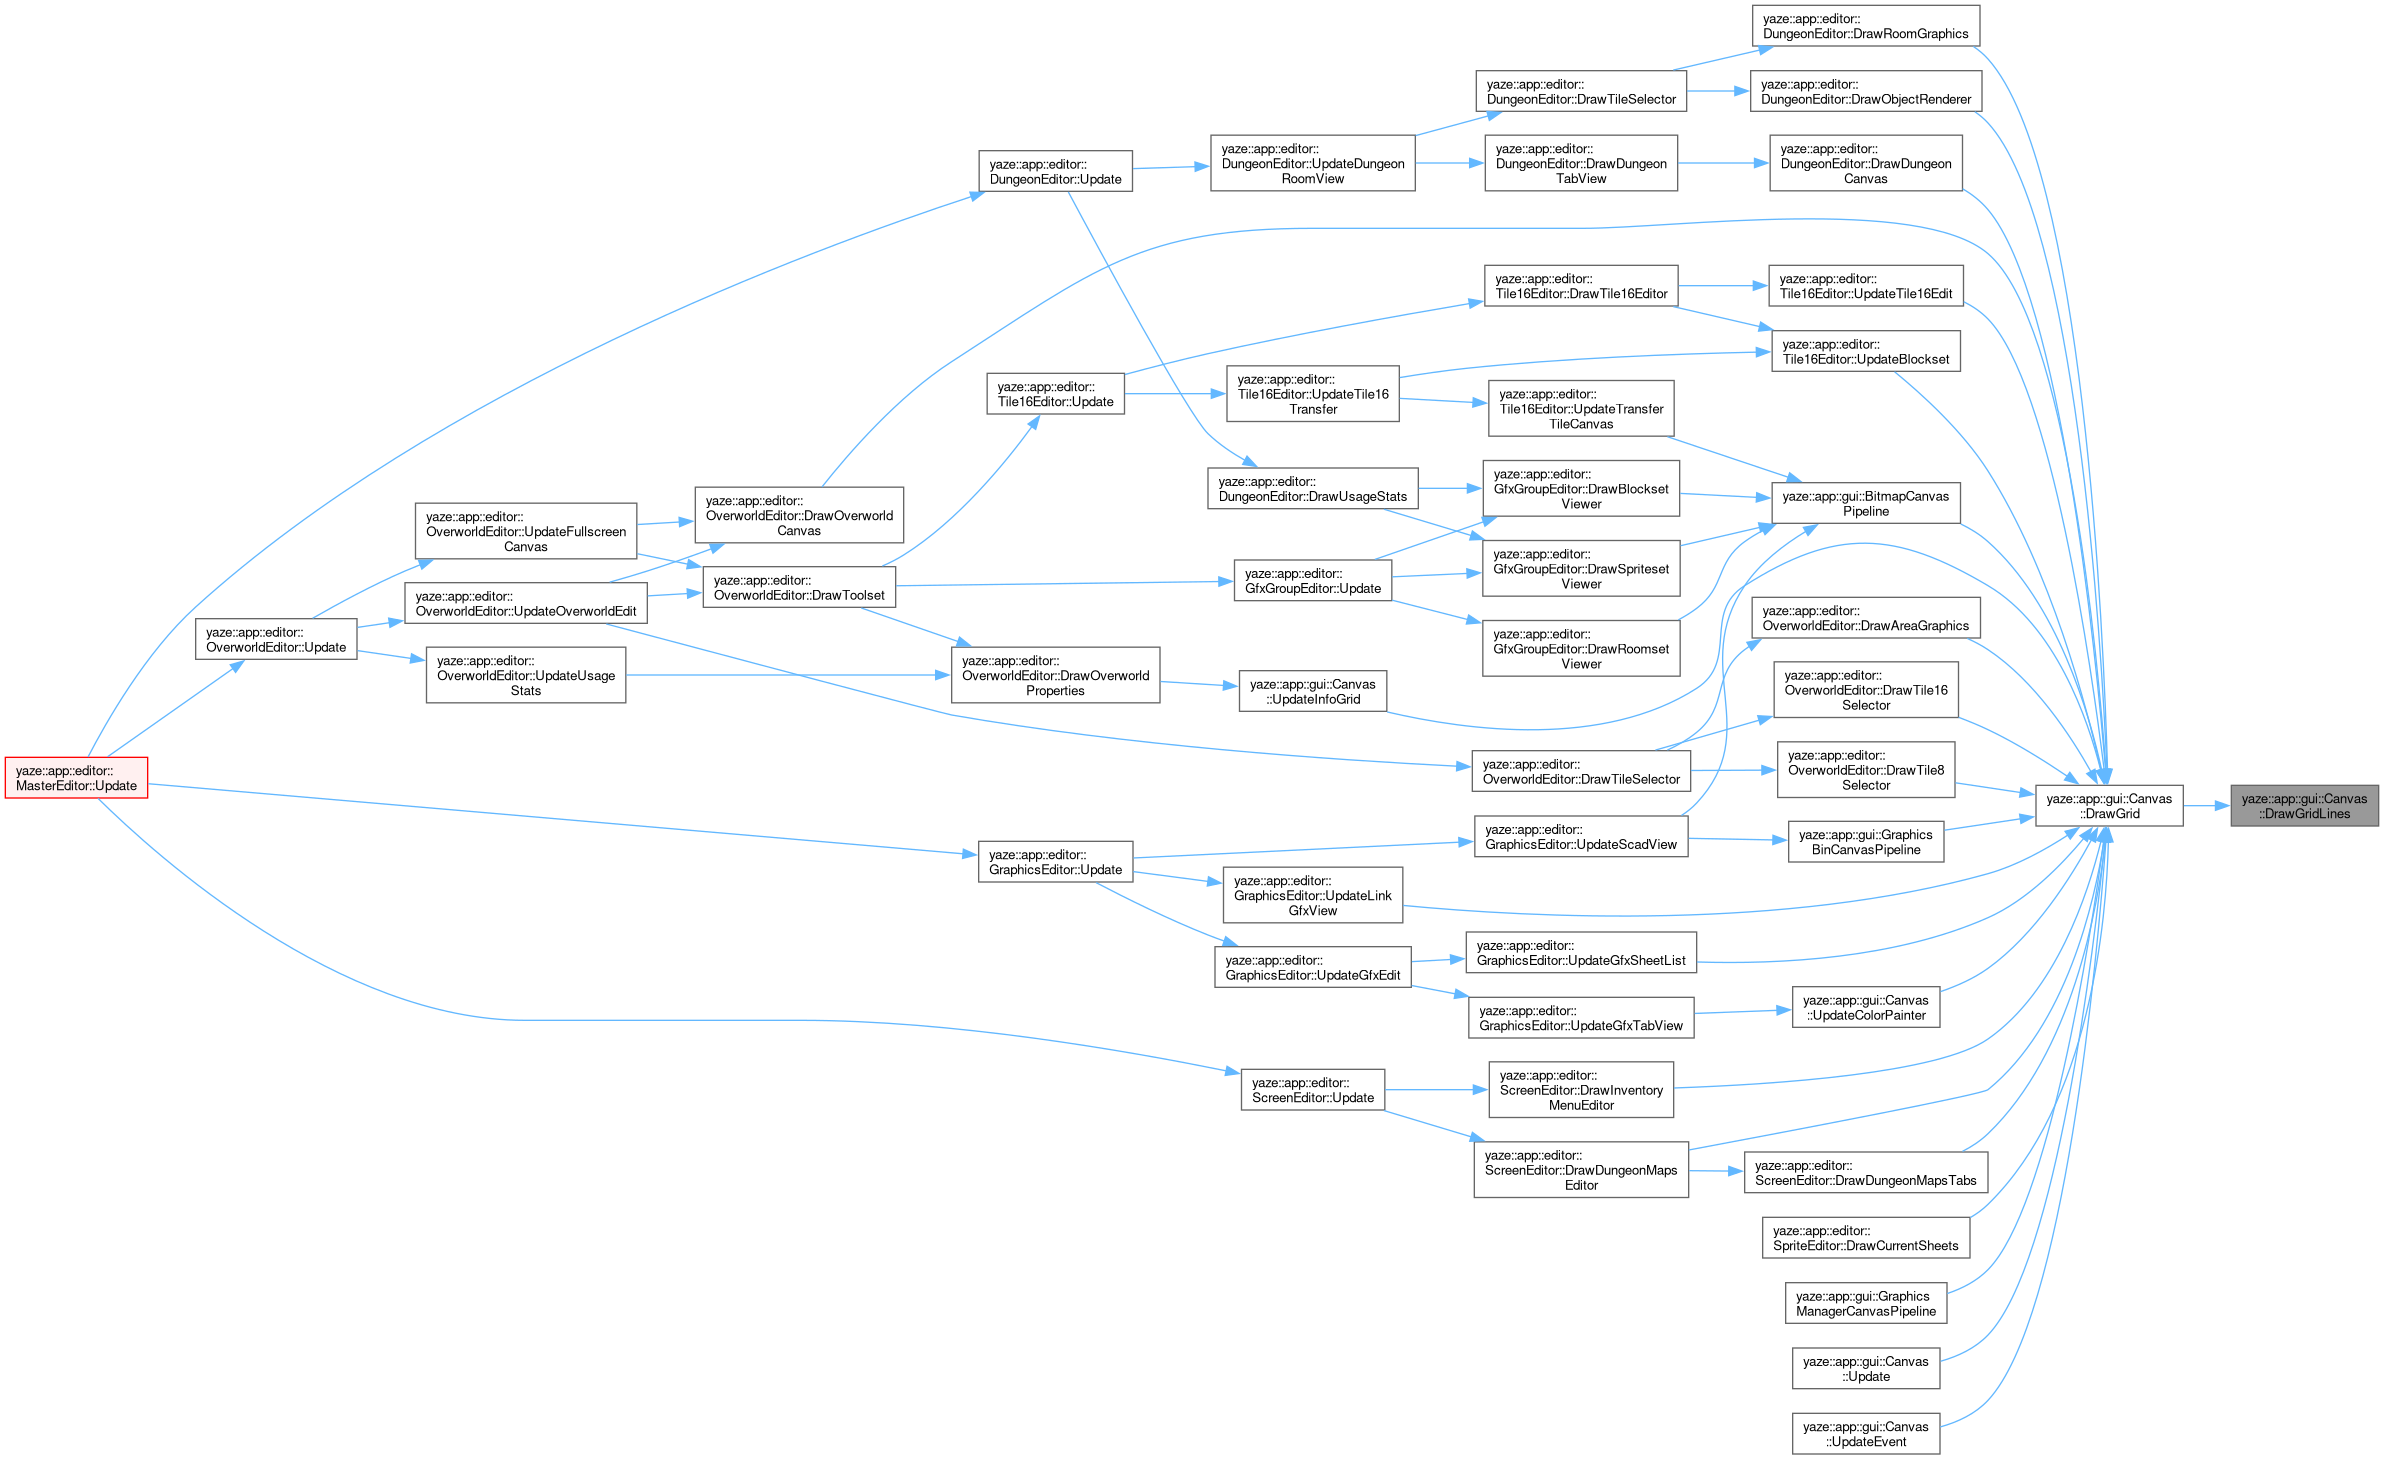 yaze::app::editor::
DungeonEditor::DrawRoomGraphics
yaze::app::editor::
DungeonEditor::DrawTileSelector
yaze::app::editor::
DungeonEditor::DrawObjectRenderer
yaze::app::editor::
DungeonEditor::Update
yaze::app::editor::
DungeonEditor::UpdateDungeon
RoomView
yaze::app::editor::
DungeonEditor::DrawDungeon
TabView
yaze::app::editor::
DungeonEditor::DrawDungeon
Canvas
yaze::app::editor::
Tile16Editor::DrawTile16Editor
yaze::app::editor::
Tile16Editor::UpdateTile16Edit
yaze::app::editor::
Tile16Editor::UpdateBlockset
yaze::app::editor::
Tile16Editor::Update
yaze::app::editor::
Tile16Editor::UpdateTile16
Transfer
yaze::app::editor::
Tile16Editor::UpdateTransfer
TileCanvas
yaze::app::editor::
DungeonEditor::DrawUsageStats
yaze::app::editor::
GfxGroupEditor::DrawBlockset
Viewer
yaze::app::gui::BitmapCanvas
Pipeline
yaze::app::editor::
OverworldEditor::UpdateFullscreen
Canvas
yaze::app::editor::
OverworldEditor::DrawOverworld
Canvas
yaze::app::editor::
GfxGroupEditor::DrawSpriteset
Viewer
yaze::app::editor::
OverworldEditor::UpdateOverworldEdit
yaze::app::editor::
OverworldEditor::DrawToolset
yaze::app::editor::
GfxGroupEditor::Update
yaze::app::editor::
OverworldEditor::DrawAreaGraphics
yaze::app::editor::
OverworldEditor::Update
yaze::app::editor::
GfxGroupEditor::DrawRoomset
Viewer
yaze::app::editor::
OverworldEditor::UpdateUsage
Stats
yaze::app::editor::
OverworldEditor::DrawOverworld
Properties
yaze::app::gui::Canvas
::UpdateInfoGrid
yaze::app::editor::
OverworldEditor::DrawTile16
Selector
yaze::app::editor::
MasterEditor::Update
yaze::app::editor::
OverworldEditor::DrawTileSelector
yaze::app::editor::
OverworldEditor::DrawTile8
Selector
yaze::app::gui::Canvas
::DrawGrid
yaze::app::gui::Canvas
::DrawGridLines
yaze::app::editor::
GraphicsEditor::UpdateScadView
yaze::app::gui::Graphics
BinCanvasPipeline
yaze::app::editor::
GraphicsEditor::Update
yaze::app::editor::
GraphicsEditor::UpdateLink
GfxView
yaze::app::editor::
GraphicsEditor::UpdateGfxEdit
yaze::app::editor::
GraphicsEditor::UpdateGfxSheetList
yaze::app::editor::
GraphicsEditor::UpdateGfxTabView
yaze::app::gui::Canvas
::UpdateColorPainter
yaze::app::editor::
ScreenEditor::Update
yaze::app::editor::
ScreenEditor::DrawInventory
MenuEditor
yaze::app::editor::
ScreenEditor::DrawDungeonMaps
Editor
yaze::app::editor::
ScreenEditor::DrawDungeonMapsTabs
yaze::app::editor::
SpriteEditor::DrawCurrentSheets
yaze::app::gui::Graphics
ManagerCanvasPipeline
yaze::app::gui::Canvas
::Update
yaze::app::gui::Canvas
::UpdateEvent